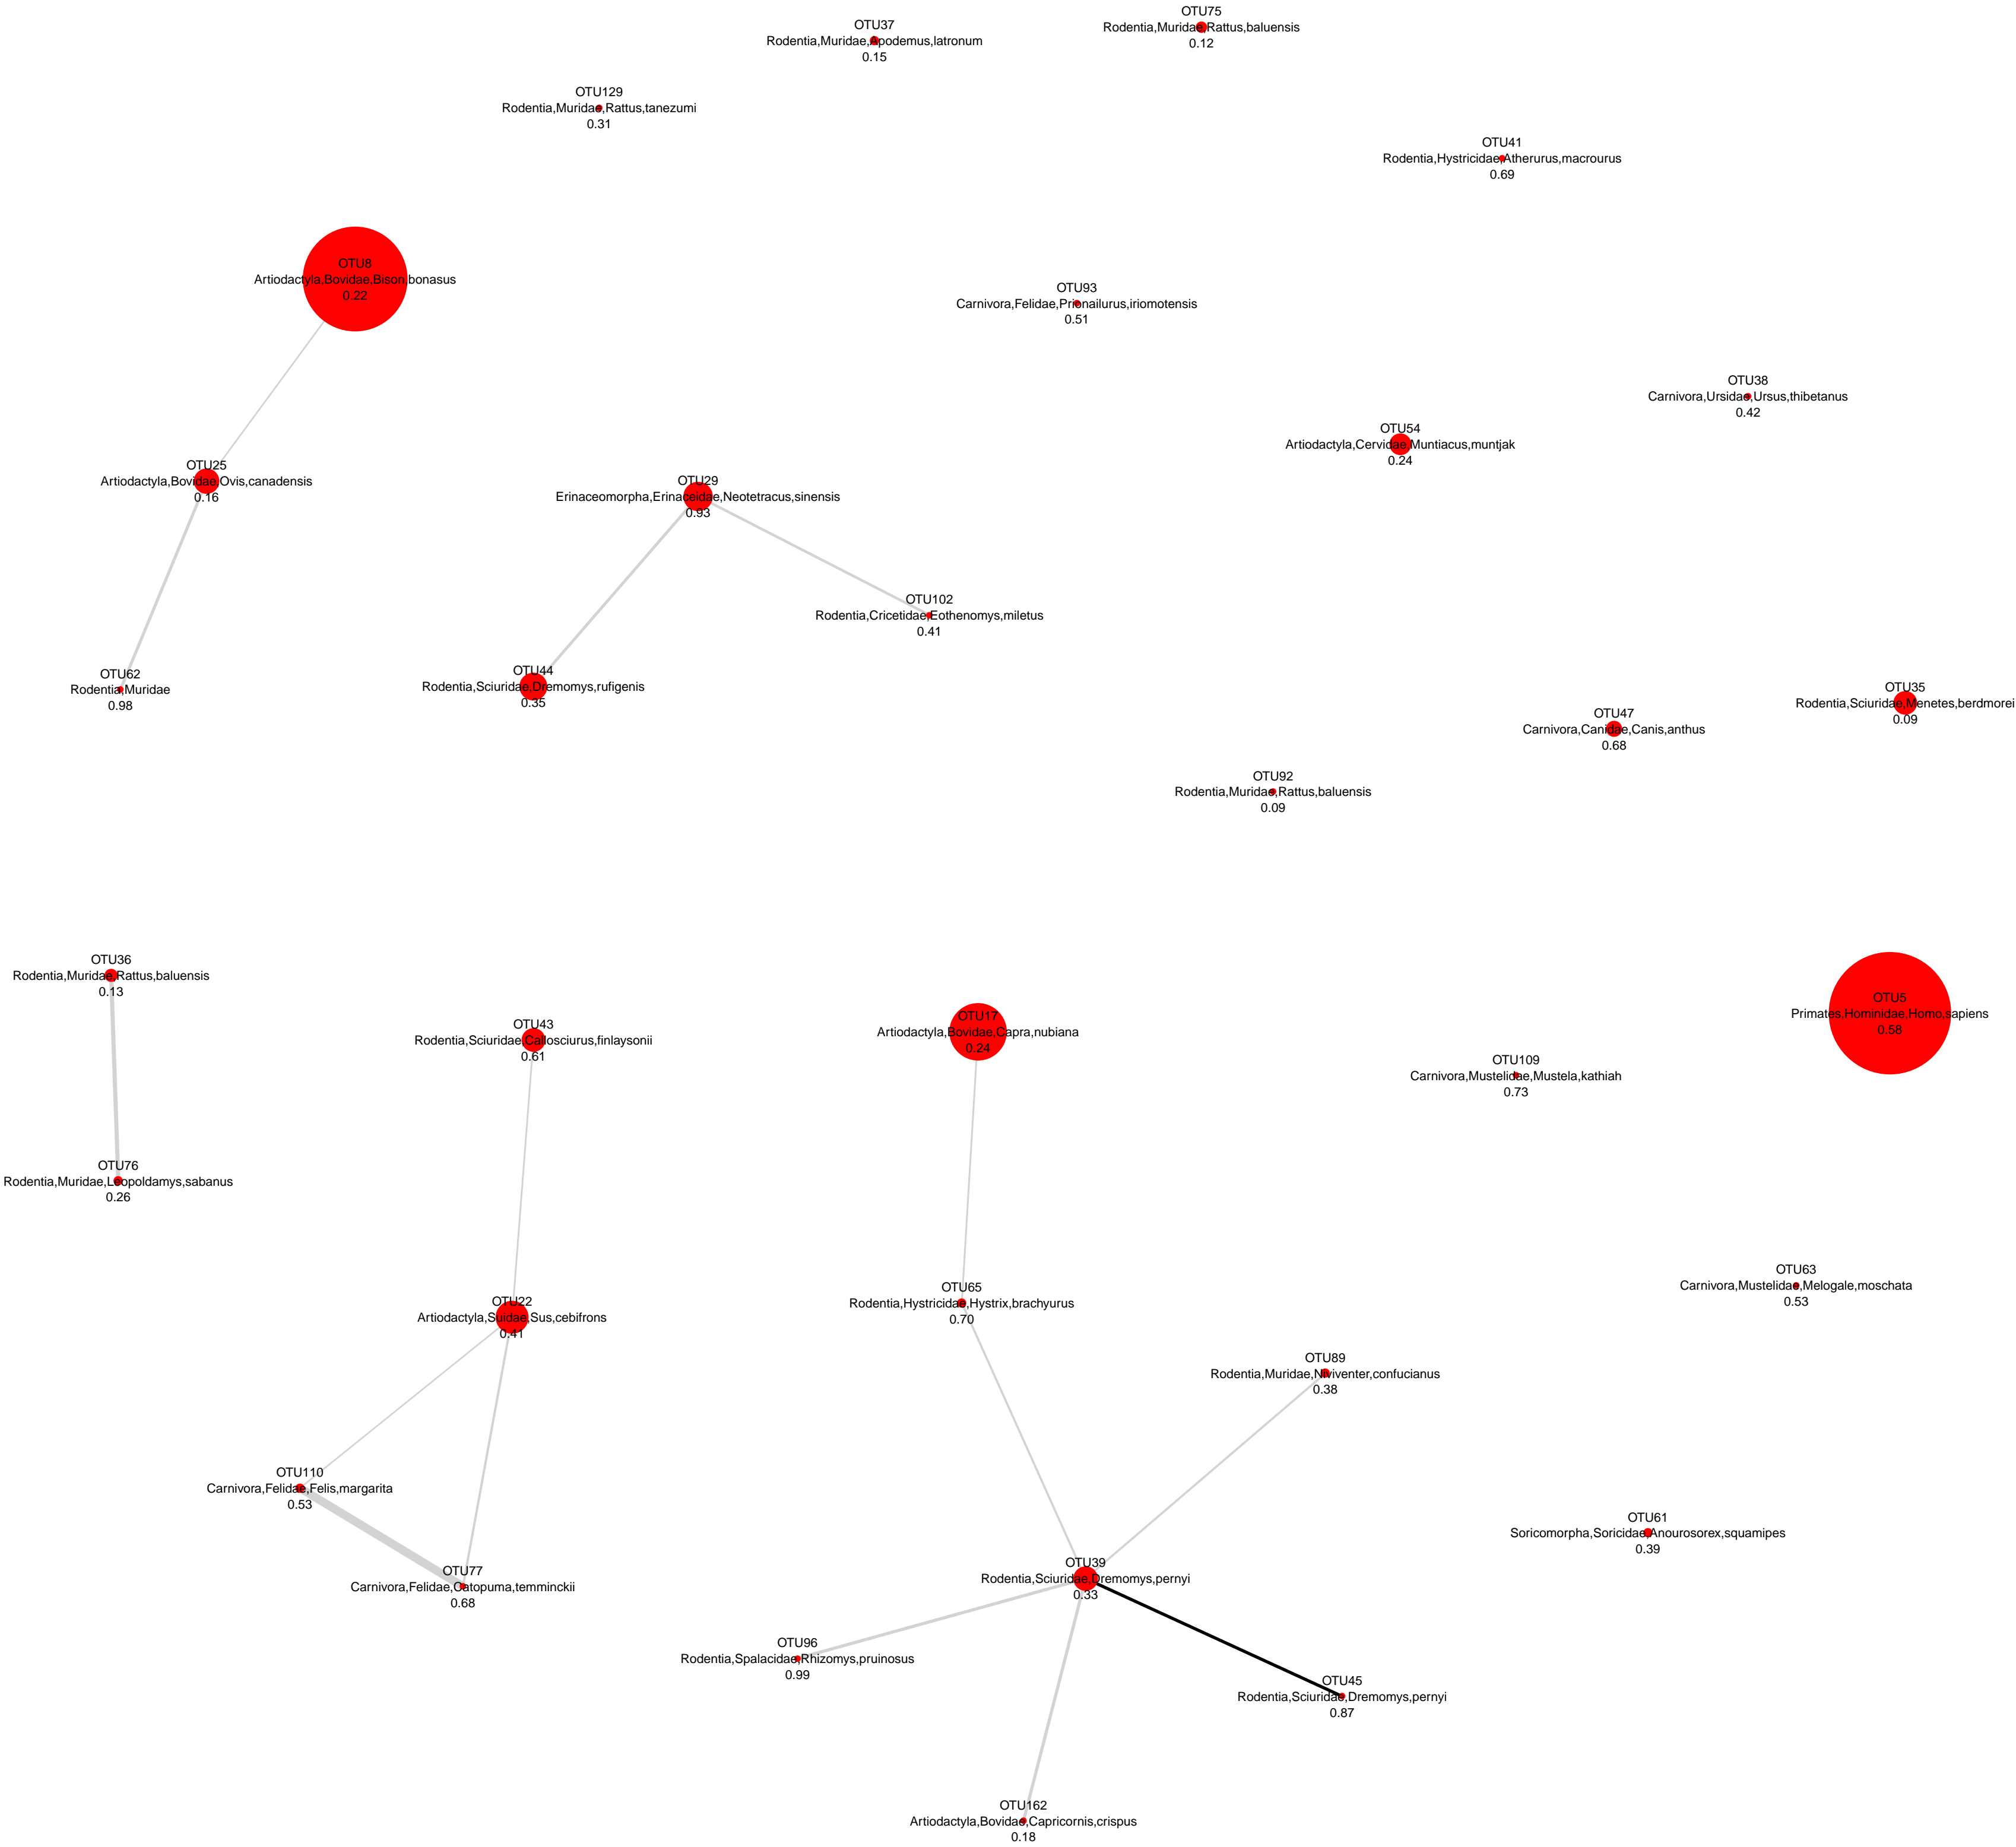 OTU75
Rodentia,Muridae,Rattus,baluensis
0.12
OTU37
Rodentia,Muridae,Apodemus,latronum
0.15
OTU129
Rodentia,Muridae,Rattus,tanezumi
0.31
OTU41
Rodentia,Hystricidae,Atherurus,macrourus
0.69
OTU8
Artiodactyla,Bovidae,Bison,bonasus
0.22
OTU93
Carnivora,Felidae,Prionailurus,iriomotensis
0.51
OTU38
Carnivora,Ursidae,Ursus,thibetanus
0.42
OTU54
Artiodactyla,Cervidae,Muntiacus,muntjak
0.24
OTU25
Artiodactyla,Bovidae,Ovis,canadensis
0.16
OTU29
Erinaceomorpha,Erinaceidae,Neotetracus,sinensis
0.93
OTU102
Rodentia,Cricetidae,Eothenomys,miletus
0.41
OTU62
Rodentia,Muridae
0.98
OTU44
Rodentia,Sciuridae,Dremomys,rufigenis
0.35
OTU35
Rodentia,Sciuridae,Menetes,berdmorei
0.09
OTU47
Carnivora,Canidae,Canis,anthus
0.68
OTU92
Rodentia,Muridae,Rattus,baluensis
0.09
OTU36
Rodentia,Muridae,Rattus,baluensis
0.13
OTU5
Primates,Hominidae,Homo,sapiens
0.58
OTU43
Rodentia,Sciuridae,Callosciurus,finlaysonii
0.61
OTU17
Artiodactyla,Bovidae,Capra,nubiana
0.24
OTU109
Carnivora,Mustelidae,Mustela,kathiah
0.73
OTU76
Rodentia,Muridae,Leopoldamys,sabanus
0.26
OTU63
Carnivora,Mustelidae,Melogale,moschata
0.53
OTU65
Rodentia,Hystricidae,Hystrix,brachyurus
0.70
OTU22
Artiodactyla,Suidae,Sus,cebifrons
0.41
OTU89
Rodentia,Muridae,Niviventer,confucianus
0.38
OTU110
Carnivora,Felidae,Felis,margarita
0.53
OTU61
Soricomorpha,Soricidae,Anourosorex,squamipes
0.39
OTU39
Rodentia,Sciuridae,Dremomys,pernyi
0.33
OTU77
Carnivora,Felidae,Catopuma,temminckii
0.68
OTU96
Rodentia,Spalacidae,Rhizomys,pruinosus
0.99
OTU45
Rodentia,Sciuridae,Dremomys,pernyi
0.87
OTU162
Artiodactyla,Bovidae,Capricornis,crispus
0.18